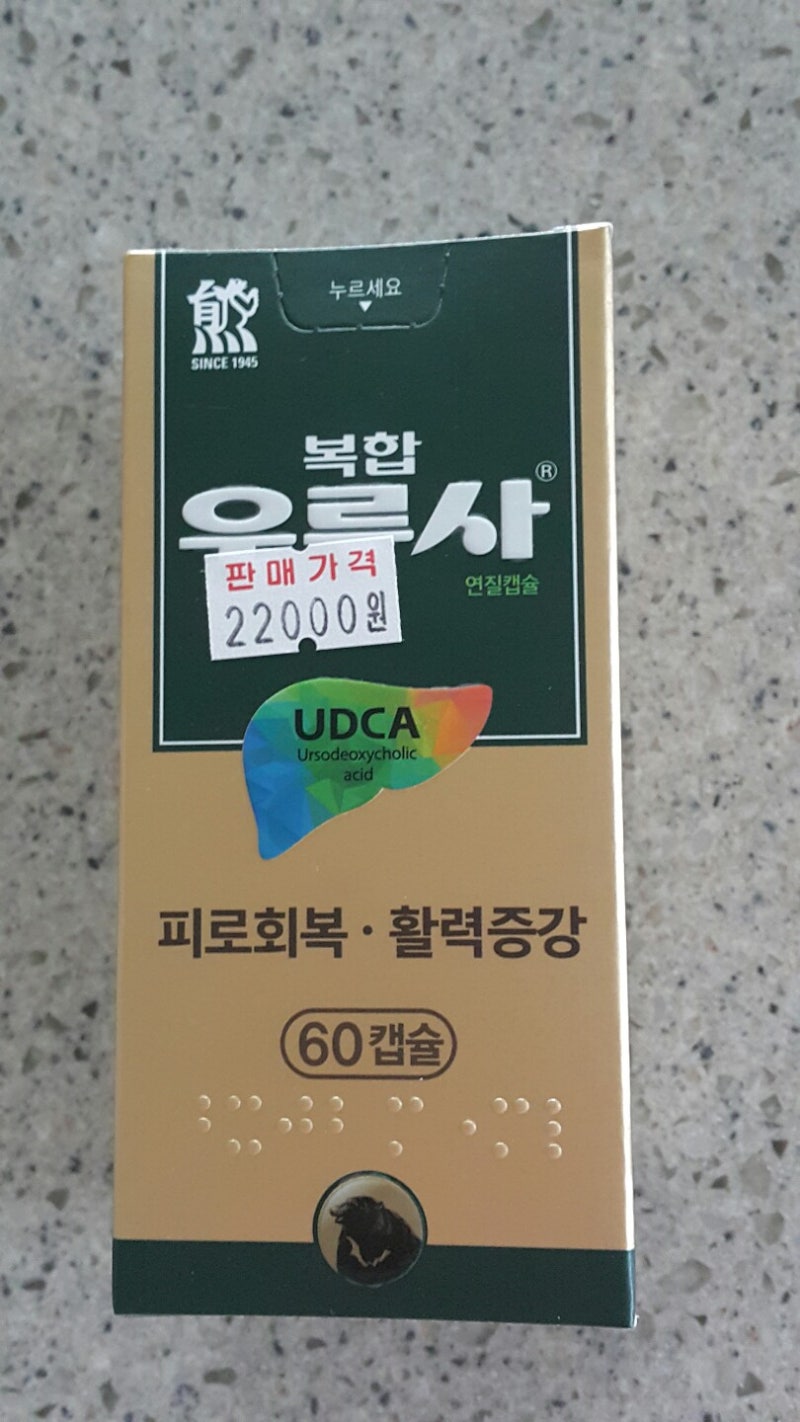 누르세요
熊
SINCE 1945
복합
우루사®
연질캡슐
판매가격
22000원
UDCA
Ursodeoxycholic
acid
피로회복·활력증강
60캡슐